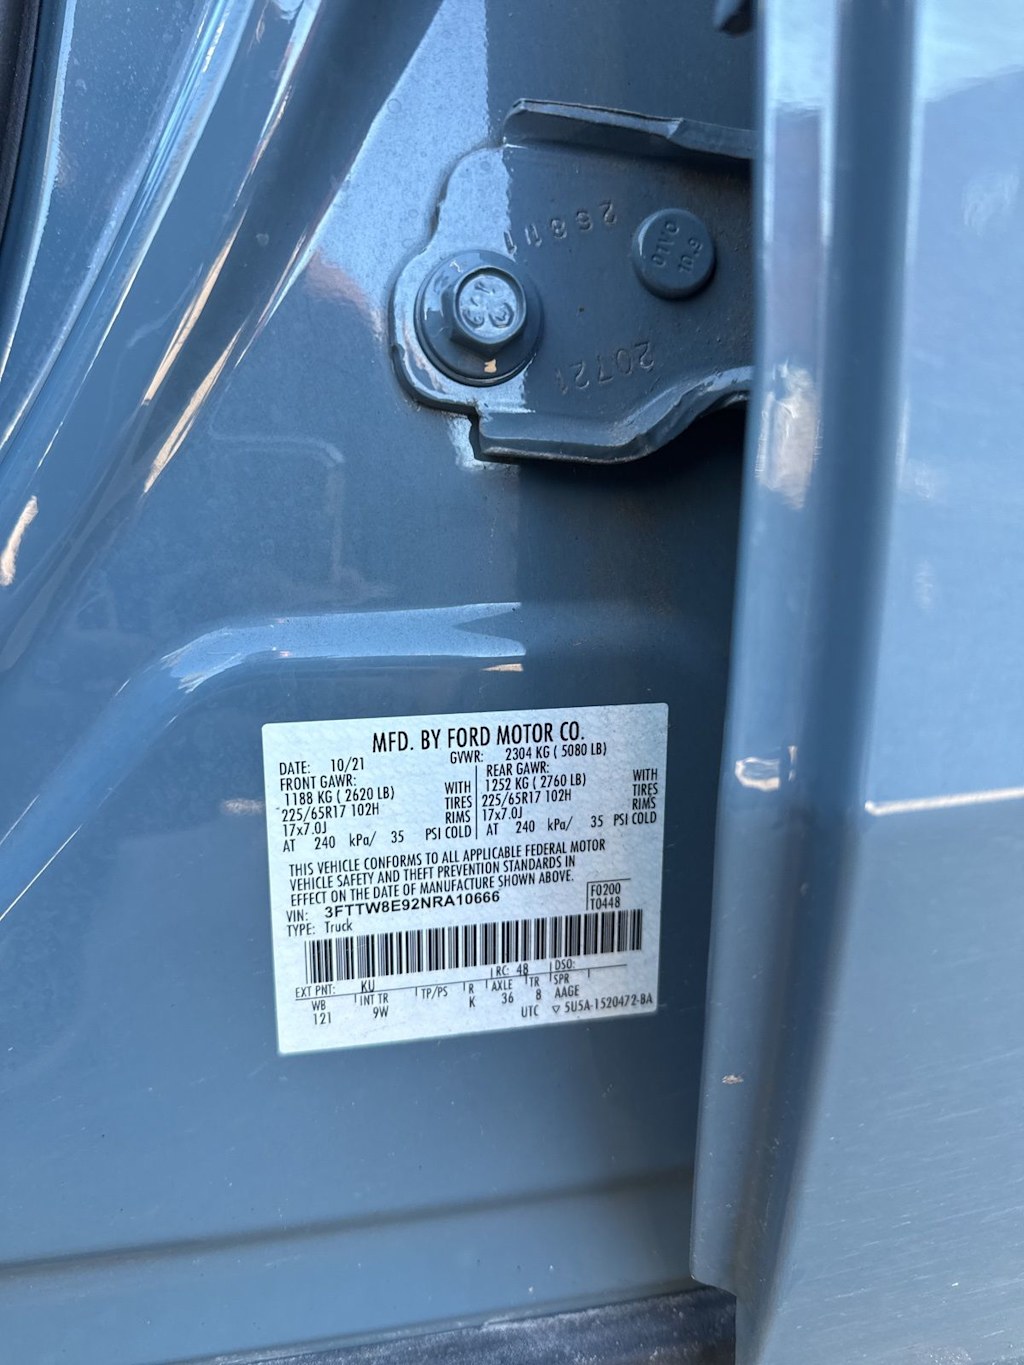 26811
01V0
10.9
20721
MFD. BY FORD MOTOR CO.
DATE: 10/21
GVWR: 2304 KG ( 5080 LB)
FRONT GAWR:
1188 KG ( 2620 LB)
225/65R17 102H
17x7.0J
AT 240 kPa/ 35 PSI COLD
WITH
TIRES
RIMS
REAR GAWR:
1252 KG ( 2760 LB)
225/65R17 102H
17x7.0J
AT 240 kPa/ 35 PSI COLD
WITH
TIRES
RIMS
THIS VEHICLE CONFORMS TO ALL APPLICABLE FEDERAL MOTOR
VEHICLE SAFETY AND THEFT PREVENTION STANDARDS IN
EFFECT ON THE DATE OF MANUFACTURE SHOWN ABOVE.
VIN: 3FTTW8E92NRA10666
TYPE: Truck
F0200
T0448
EXT PNT: KU RC: 48 DSO:
WB INT TR TP/PS R AXLE TR SPR
121 9W K 36 8 AAGE
UTC ▽ 5U5A-1520472-BA